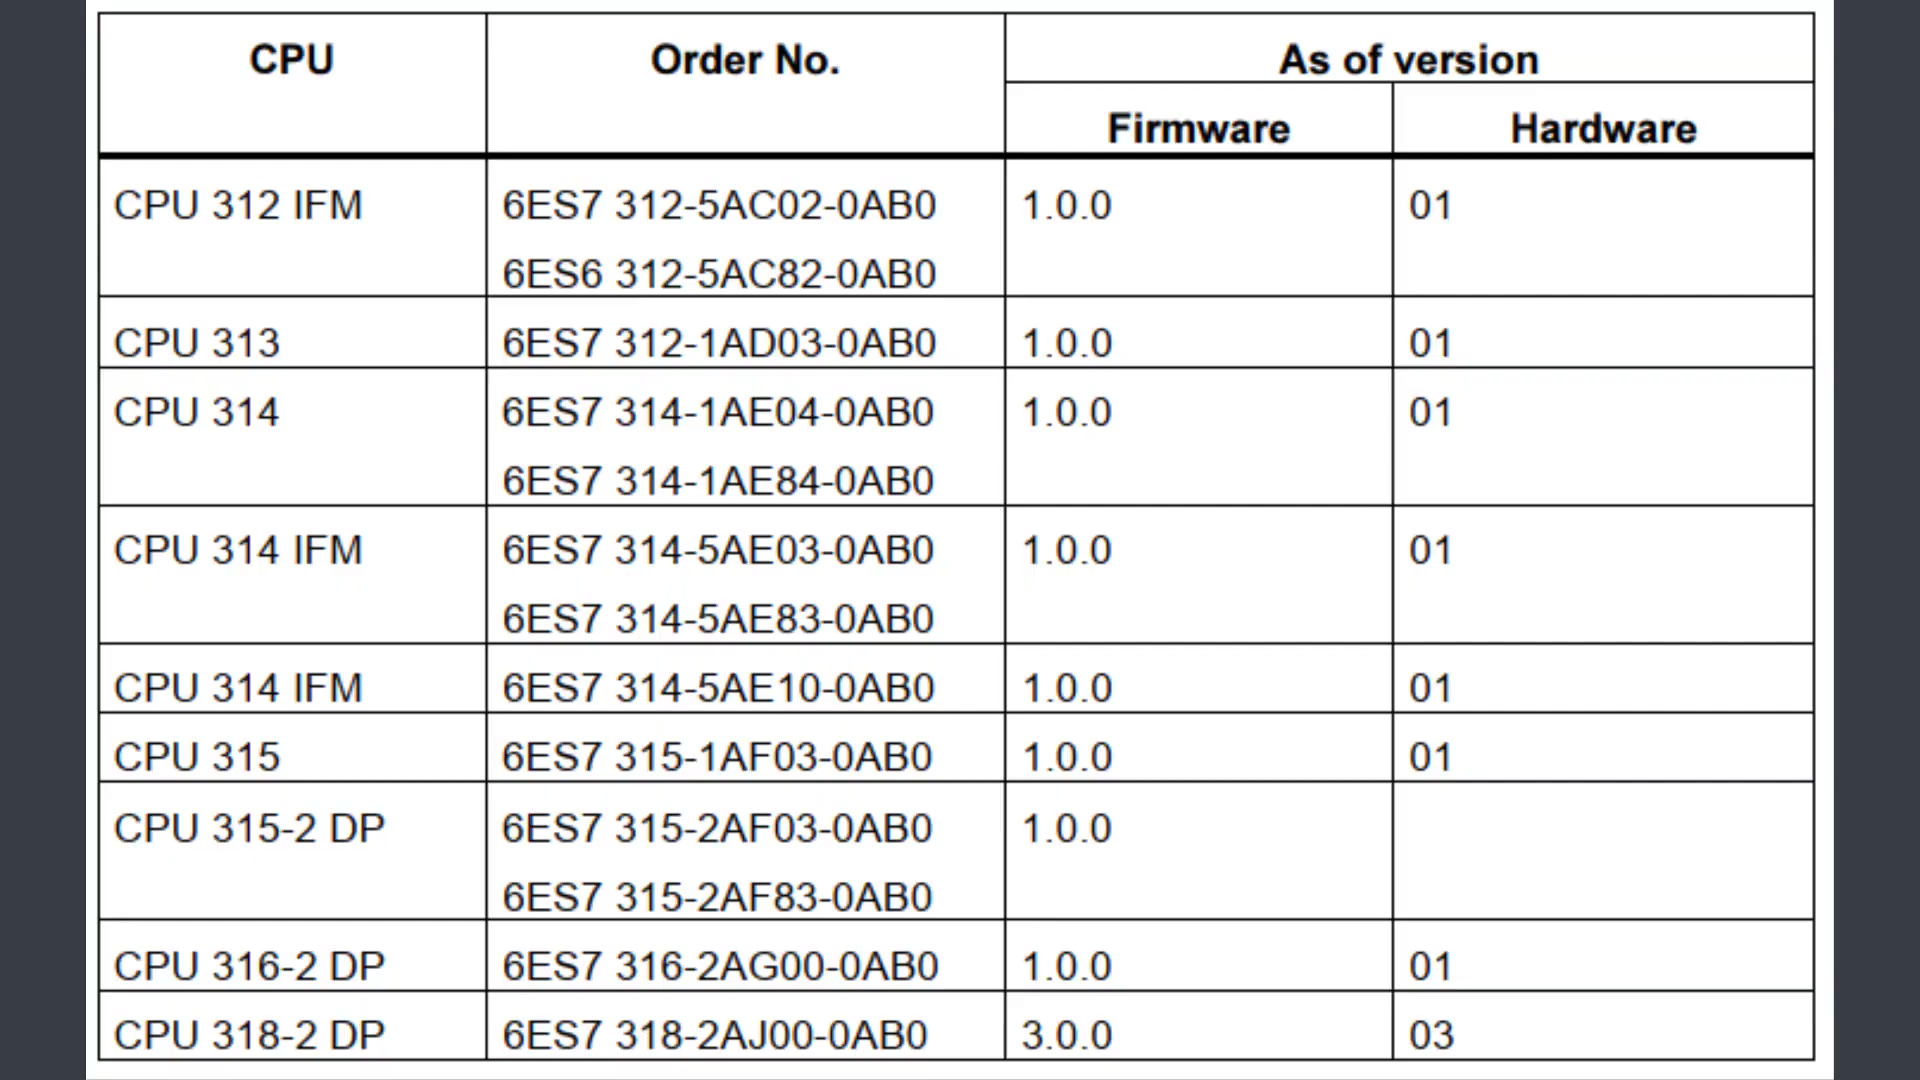 CPU Order No. As of version
Firmware Hardware
CPU 312 IFM 6ES7 312-5AC02-0AB0 1.0.0 01
6ES6 312-5AC82-0AB0
CPU 313 6ES7 312-1AD03-0AB0 1.0.0 01
CPU 314 6ES7 314-1AE04-0AB0 1.0.0 01
6ES7 314-1AE84-0AB0
CPU 314 IFM 6ES7 314-5AE03-0AB0 1.0.0 01
6ES7 314-5AE83-0AB0
CPU 314 IFM 6ES7 314-5AE10-0AB0 1.0.0 01
CPU 315 6ES7 315-1AF03-0AB0 1.0.0 01
CPU 315-2 DP 6ES7 315-2AF03-0AB0 1.0.0
6ES7 315-2AF83-0AB0
CPU 316-2 DP 6ES7 316-2AG00-0AB0 1.0.0 01
CPU 318-2 DP 6ES7 318-2AJ00-0AB0 3.0.0 03